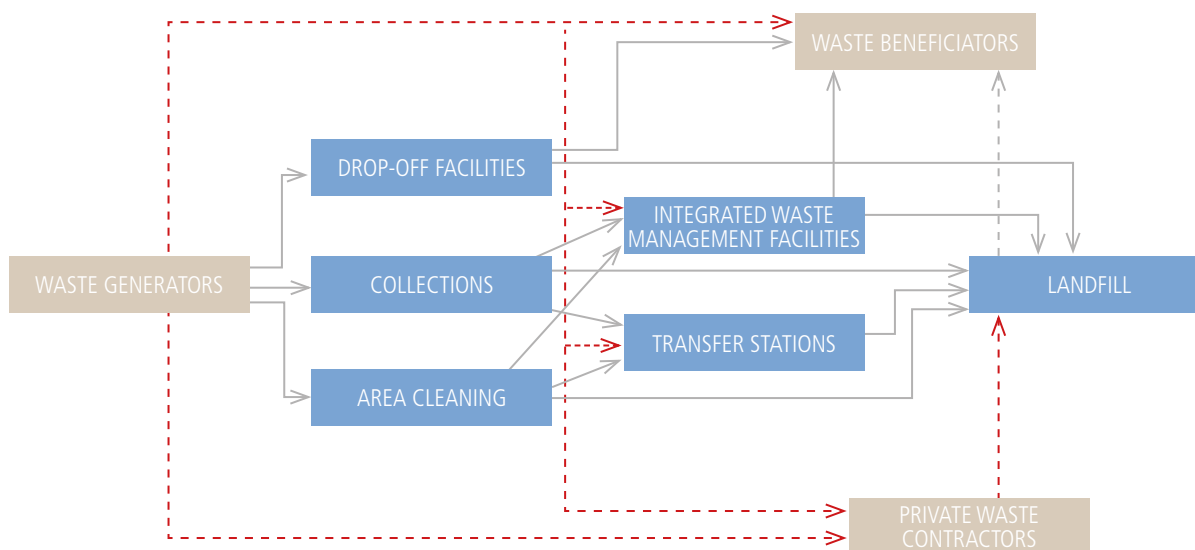 WASTE BENEFICIATORS
DROP-OFF FACILITIES
INTEGRATED WASTE
MANAGEMENT FACILITIES
WASTE GENERATORS
COLLECTIONS
LANDFILL
TRANSFER STATIONS
AREA CLEANING
PRIVATE WASTE
CONTRACTORS